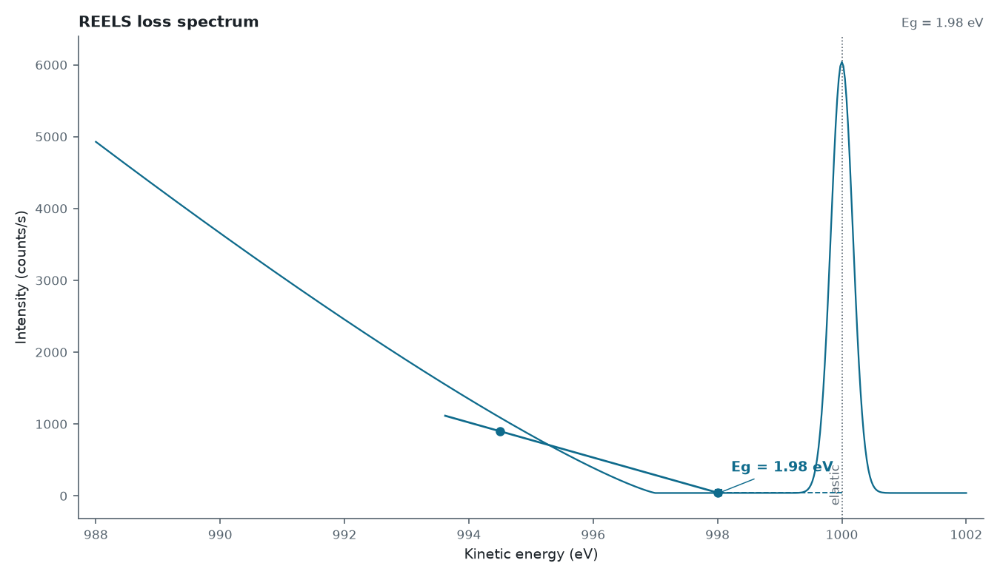 REELS loss spectrum
Eg = 1.98 eV
Intensity (counts/s)
6000
5000
4000
3000
2000
1000
0
Eg = 1.98 eV
elastic
988
990
992
994
996
998
1000
1002
Kinetic energy (eV)